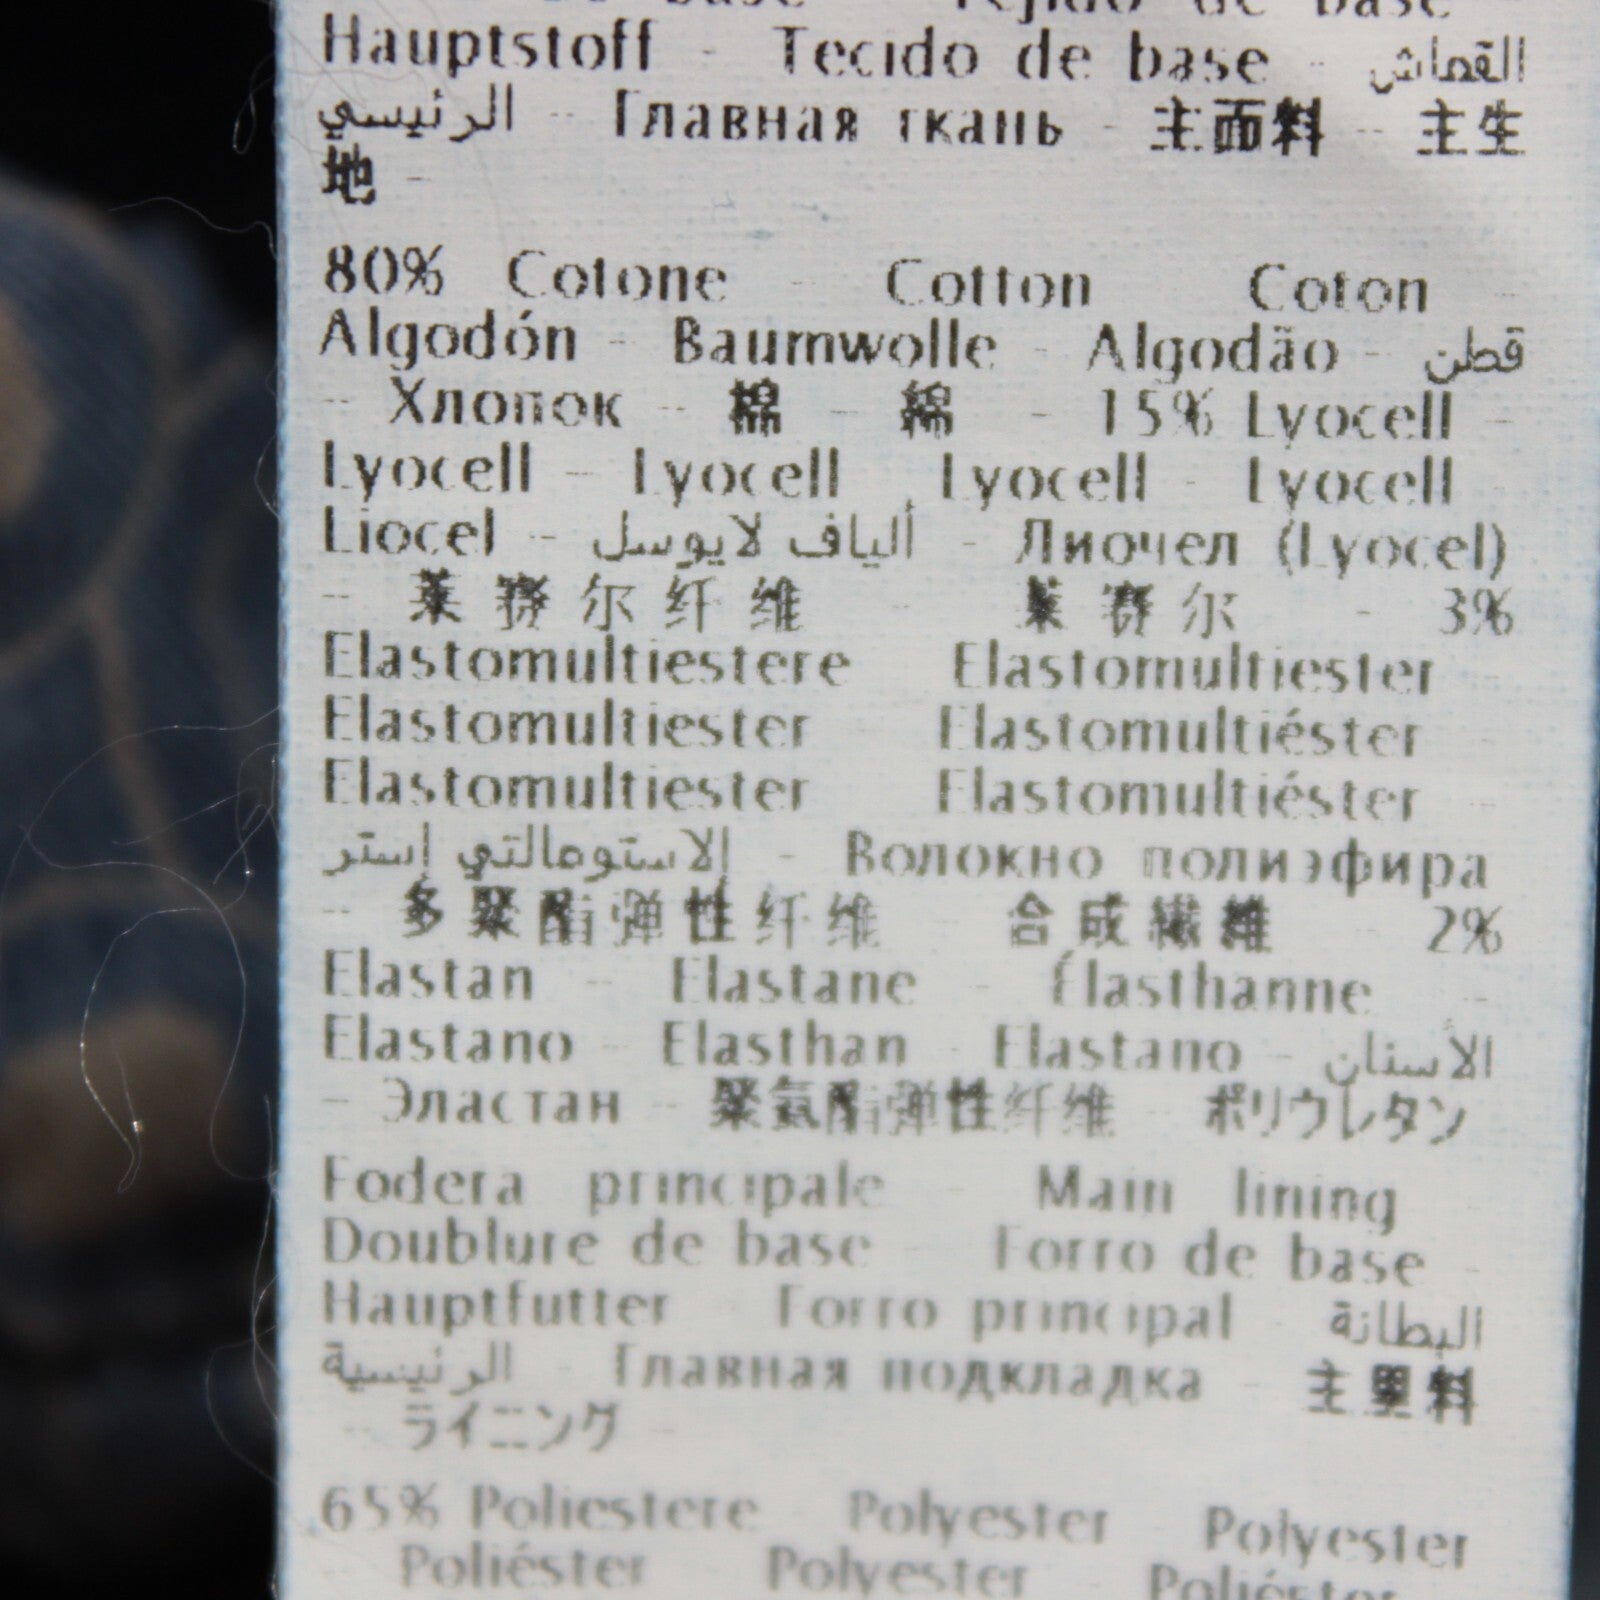 de base - Tejido de base -
Hauptstoff - Tecido de base - القماش
الرئيسي - Главная ткань - 主面料 - 主生
地 -
80% Cotone - Cotton - Coton -
Algodón - Baumwolle - Algodão - قطن
- Хлопок - 棉 - 綿 - 15% Lyocell -
Lyocell - Lyocell - Lyocell - Lyocell -
Liocel - ألياف لايوسل - Лиочел (Lyocel)
- 莱赛尔纤维 - 莱赛尔 - 3%
Elastomultiestere - Elastomultiester -
Elastomultiester - Elastomultiéster -
Elastomultiester - Elastomultiéster -
الاستومالتي إستر - Волокно полиэфира
- 多聚酯弹性纤维 - 合成繊維 - 2%
Elastan - Elastane - Élasthanne -
Elastano - Elasthan - Elastano - الاستان
- Эластан - 聚氨酯弹性纤维 - ポリウレタン
Fodera principale - Main lining -
Doublure de base - Forro de base -
Hauptfutter - Forro principal - البطانة
الرئيسية - Главная подкладка - 主里料
- ライニング -
65% Poliestere - Polyester - Polyester
- Poliéster - Polyester - Poliéster